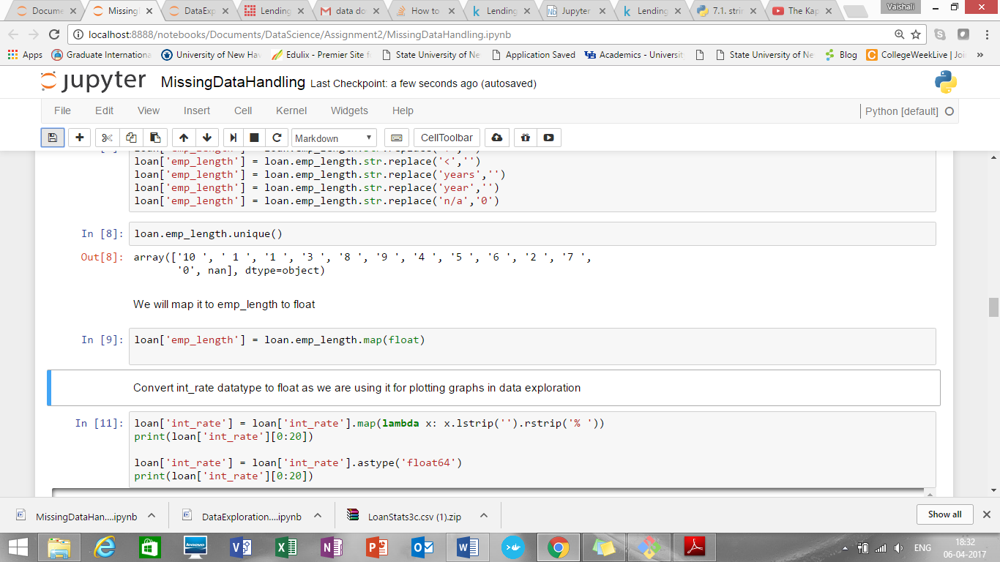 Docume
Missing
DataExp
Lending
data do
How to
Lending
Jupyter
Lending
7.1. strin
The Kap
Vaishali
localhost:8888/notebooks/Documents/DataScience/Assignment2/MissingDataHandling.ipynb
Apps
Graduate Internationa
University of New Hav
Edulix - Premier Site f
State University of Ne
Application Saved
Academics - Universit
State University of Ne
Blog
CollegeWeekLive | Joi
»
jupyter MissingDataHandling Last Checkpoint: a few seconds ago (autosaved)
File Edit View Insert Cell Kernel Widgets Help
Python [default]
Markdown
CellToolbar
loan['emp_length'] = loan.emp_length.str.replace('<','')
loan['emp_length'] = loan.emp_length.str.replace('years','')
loan['emp_length'] = loan.emp_length.str.replace('year','')
loan['emp_length'] = loan.emp_length.str.replace('n/a','0')
In [8]: loan.emp_length.unique()
Out[8]: array(['10 ', ' 1 ', '1 ', '3 ', '8 ', '9 ', '4 ', '5 ', '6 ', '2 ', '7 ',
'0', nan], dtype=object)
We will map it to emp_length to float
In [9]: loan['emp_length'] = loan.emp_length.map(float)
Convert int_rate datatype to float as we are using it for plotting graphs in data exploration
In [11]: loan['int_rate'] = loan['int_rate'].map(lambda x: x.lstrip('').rstrip('% '))
print(loan['int_rate'][0:20])
loan['int_rate'] = loan['int_rate'].astype('float64')
print(loan['int_rate'][0:20])
MissingDataHan....ipynb
DataExploration....ipynb
LoanStats3c.csv (1).zip
Show all
lenovo
ENG
18:32
06-04-2017